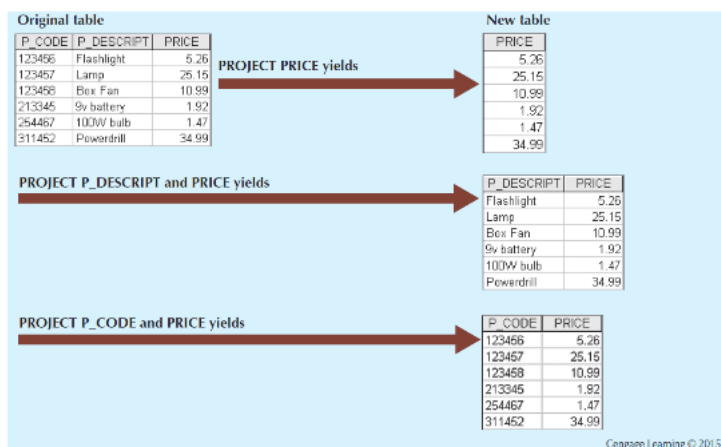 Original table
New table
P_CODE P_DESCRIPT PRICE
123456 Flashlight 5.26
123457 Lamp 25.15
123458 Box Fan 10.99
213345 9v battery 1.92
254467 100W bulb 1.47
311452 Powerdrill 34.99
PROJECT PRICE yields
PRICE
5.26
25.15
10.99
1.92
1.47
34.99
PROJECT P_DESCRIPT and PRICE yields
P_DESCRIPT PRICE
Flashlight 5.26
Lamp 25.15
Box Fan 10.99
9v battery 1.92
100W bulb 1.47
Powerdrill 34.99
PROJECT P_CODE and PRICE yields
P_CODE PRICE
123456 5.26
123457 25.15
123458 10.99
213345 1.92
254467 1.47
311452 34.99
Cengage Learning © 2015